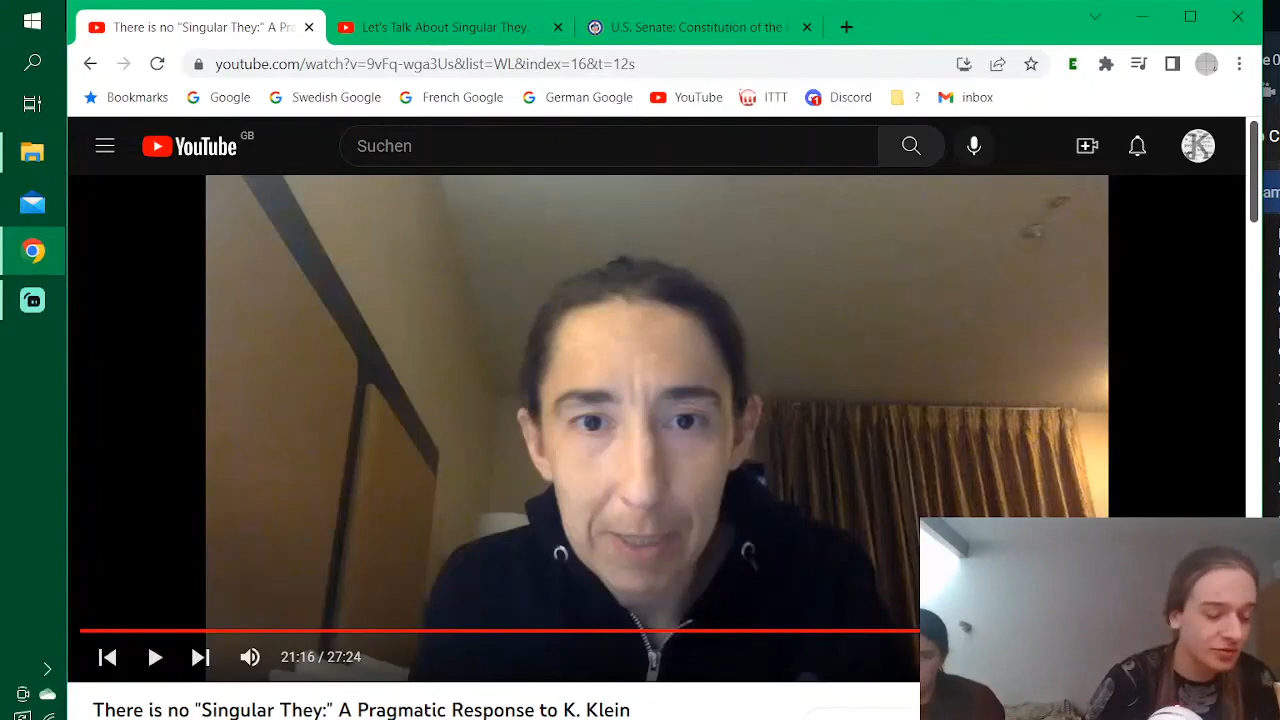 There is no "Singular They:" A Pra
Let's Talk About Singular They.
U.S. Senate: Constitution of the
youtube.com/watch?v=9vFq-wga3Us&list=WL&index=16&t=12s
Bookmarks
Google
Swedish Google
French Google
German Google
YouTube
ITTT
Discord
?
inbox
YouTube GB
Suchen
21:16 / 27:24
There is no "Singular They:" A Pragmatic Response to K. Klein